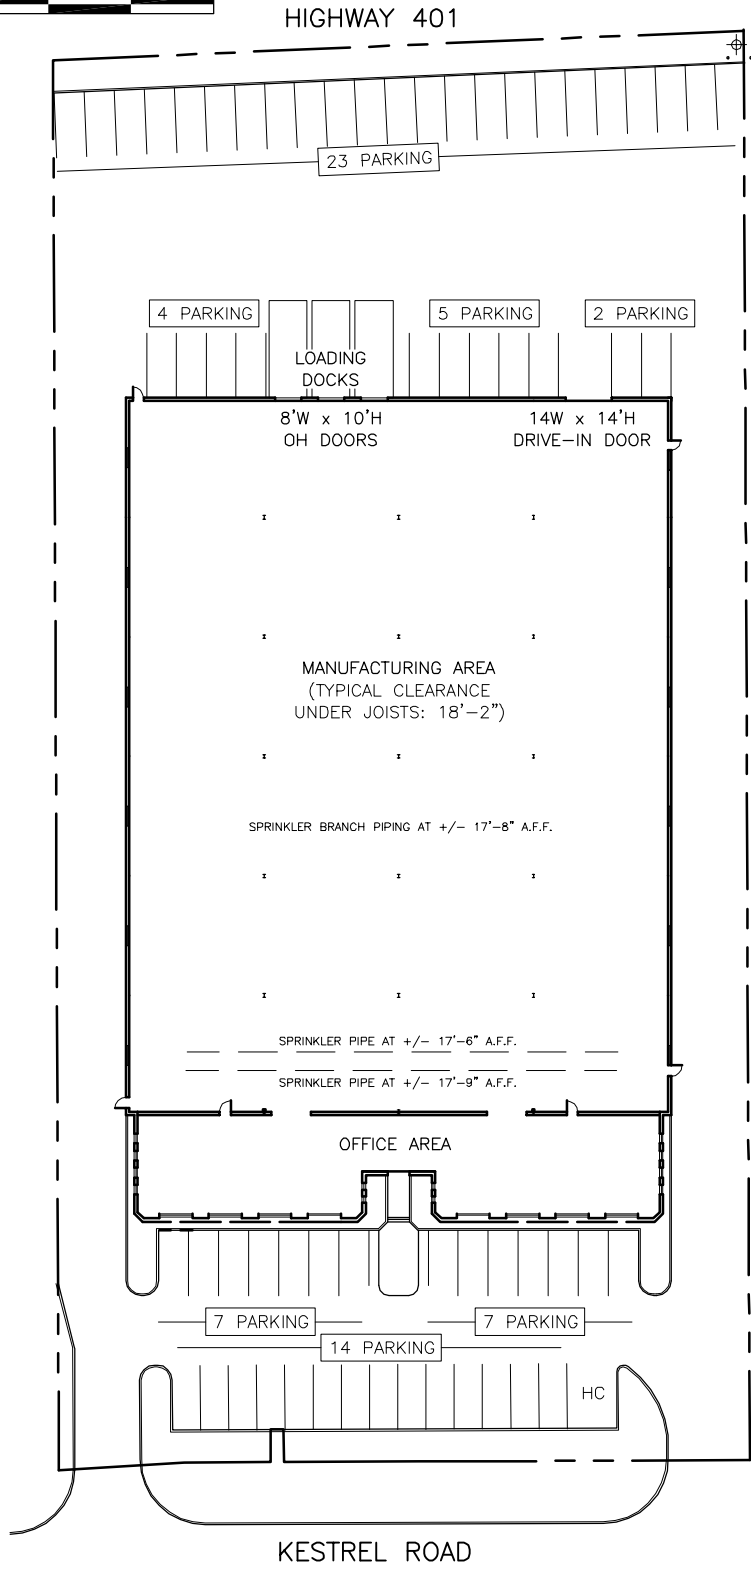 HIGHWAY 401
23 PARKING
4 PARKING
5 PARKING
2 PARKING
LOADING
DOCKS
8'W x 10'H
OH DOORS
14W x 14'H
DRIVE-IN DOOR
MANUFACTURING AREA
(TYPICAL CLEARANCE
UNDER JOISTS: 18'-2")
SPRINKLER BRANCH PIPING AT +/- 17'-8" A.F.F.
SPRINKLER PIPE AT +/- 17'-6" A.F.F.
SPRINKLER PIPE AT +/- 17'-9" A.F.F.
OFFICE AREA
7 PARKING
7 PARKING
14 PARKING
HC
KESTREL ROAD